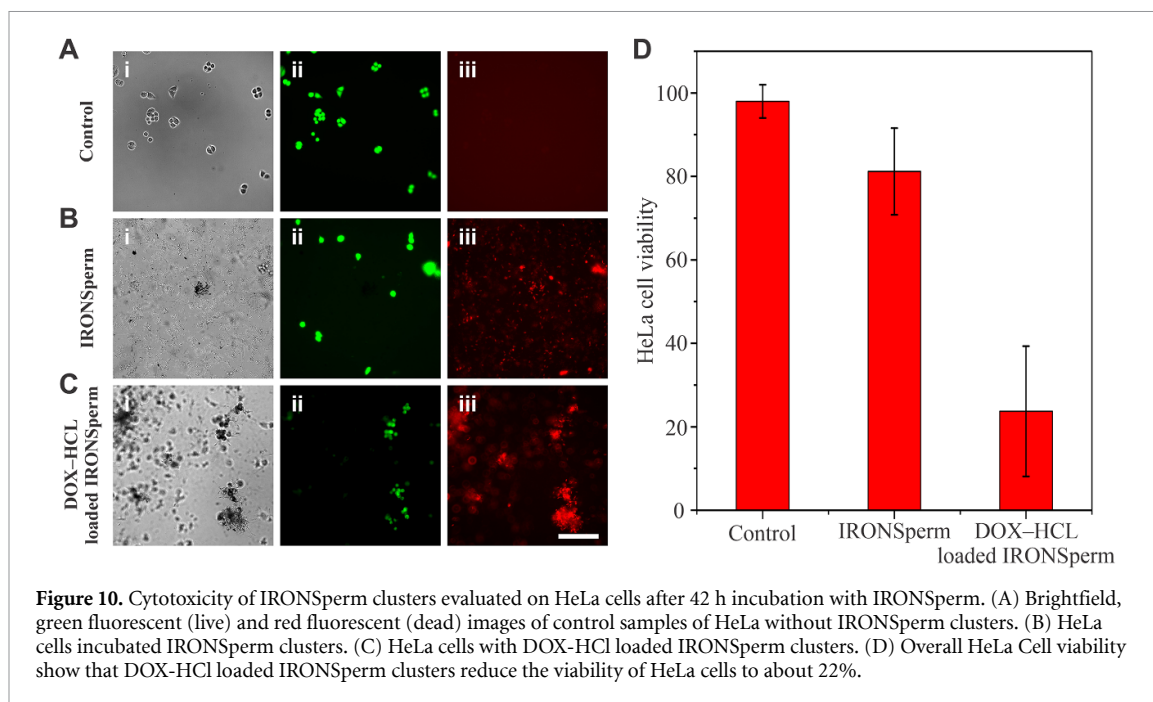 A
i
ii
iii
Control
B
i
ii
iii
IRONSperm
C
i
ii
iii
DOX–HCL
loaded IRONSperm
D
HeLa cell viability
100
80
60
40
20
0
Control
IRONSperm
DOX–HCL
loaded IRONSperm
Figure 10. Cytotoxicity of IRONSperm clusters evaluated on HeLa cells after 42 h incubation with IRONSperm. (A) Brightfield,
green fluorescent (live) and red fluorescent (dead) images of control samples of HeLa without IRONSperm clusters. (B) HeLa
cells incubated IRONSperm clusters. (C) HeLa cells with DOX-HCl loaded IRONSperm clusters. (D) Overall HeLa Cell viability
show that DOX-HCl loaded IRONSperm clusters reduce the viability of HeLa cells to about 22%.